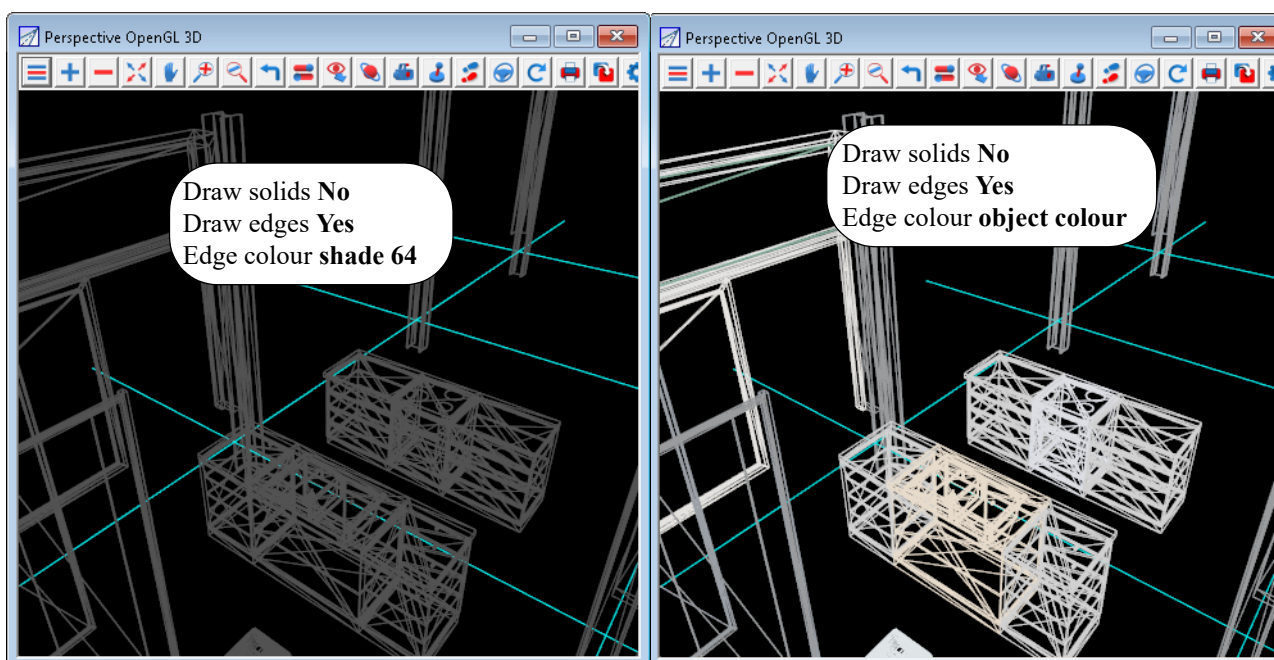 Perspective OpenGL 3D
Draw solids No
Draw edges Yes
Edge colour shade 64
Perspective OpenGL 3D
Draw solids No
Draw edges Yes
Edge colour object colour